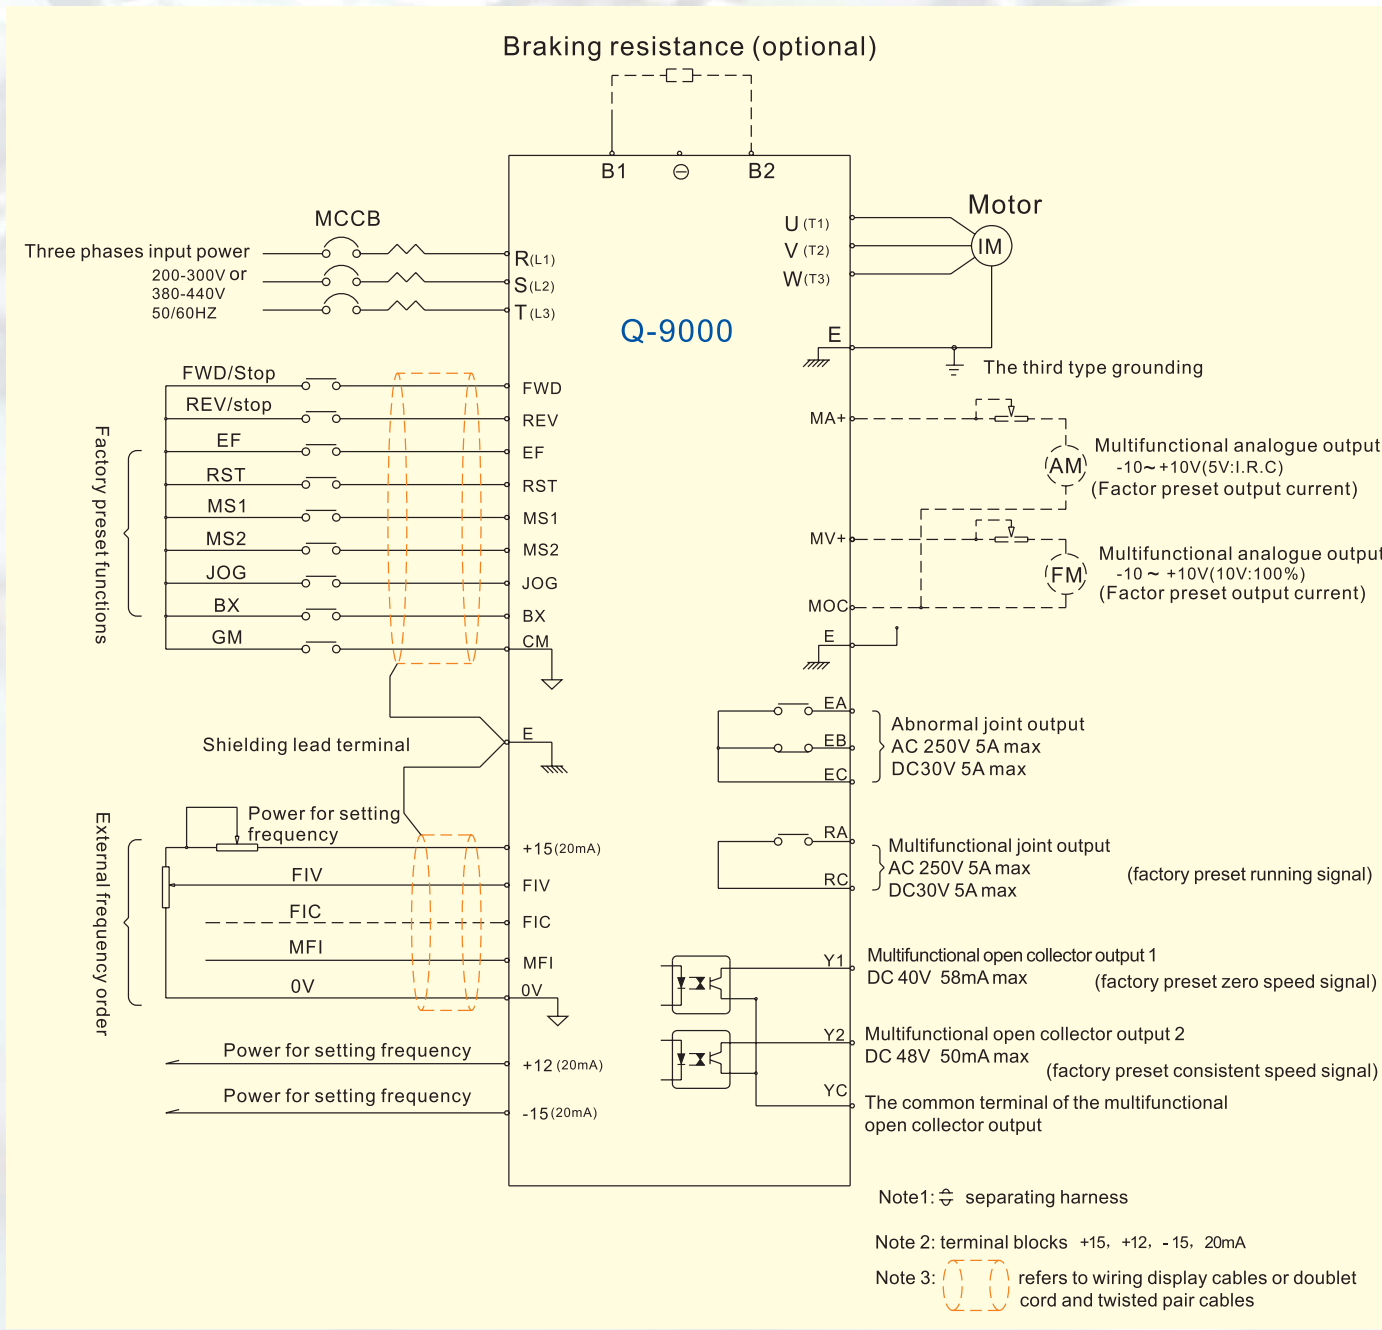 Braking resistance (optional)
B1 ⊖ B2
MCCB
Three phases input power
200-300V or
380-440V
50/60HZ
R(L1)
S(L2)
T(L3)
Q-9000
U(T1)
V(T2)
W(T3)
Motor
IM
E
The third type grounding
Factory preset functions
FWD/Stop
REV/stop
EF
RST
MS1
MS2
JOG
BX
GM
FWD
REV
EF
RST
MS1
MS2
JOG
BX
CM
E
Shielding lead terminal
MA+
AM
Multifunctional analogue output
-10~+10V(5V:I.R.C)
(Factor preset output current)
MV+
FM
Multifunctional analogue output
-10 ~ +10V(10V:100%)
(Factor preset output current)
MOC
E
EA
EB
EC
Abnormal joint output
AC 250V 5A max
DC30V 5A max
RA
RC
Multifunctional joint output
AC 250V 5A max
DC30V 5A max
(factory preset running signal)
External frequency order
Power for setting
frequency
FIV
FIC
MFI
0V
+15(20mA)
FIV
FIC
MFI
0V
Power for setting frequency
+12(20mA)
Power for setting frequency
-15(20mA)
Y1
Multifunctional open collector output 1
DC 40V 58mA max
(factory preset zero speed signal)
Y2
Multifunctional open collector output 2
DC 48V 50mA max
(factory preset consistent speed signal)
YC
The common terminal of the multifunctional
open collector output
Note1: separating harness
Note 2: terminal blocks +15, +12, -15, 20mA
Note 3: refers to wiring display cables or doublet
cord and twisted pair cables